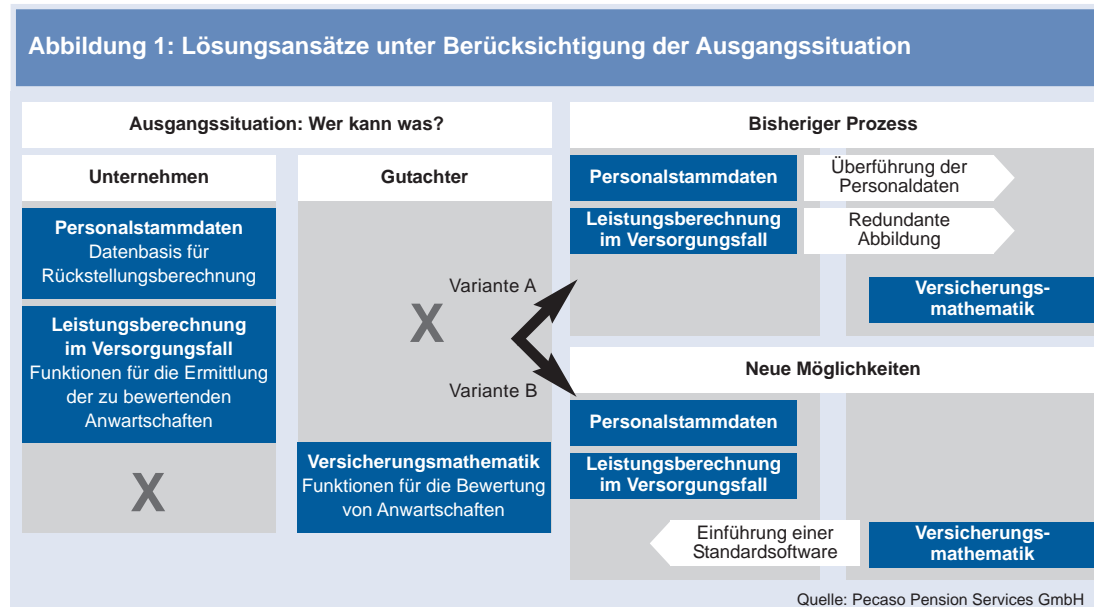 Abbildung 1: Lösungsansätze unter Berücksichtigung der Ausgangssituation
Ausgangssituation: Wer kann was?
Unternehmen
Personalstammdaten
Datenbasis für
Rückstellungsberechnung
Leistungsberechnung
im Versorgungsfall
Funktionen für die Ermittlung
der zu bewertenden
Anwartschaften
X
Gutachter
X
Versicherungsmathematik
Funktionen für die Bewertung
von Anwartschaften
Variante A
Variante B
Bisheriger Prozess
Personalstammdaten
Überführung der
Personaldaten
Leistungsberechnung
im Versorgungsfall
Redundante
Abbildung
Versicherungs-
mathematik
Neue Möglichkeiten
Personalstammdaten
Leistungsberechnung
im Versorgungsfall
Einführung einer
Standardsoftware
Versicherungs-
mathematik
Quelle: Pecaso Pension Services GmbH